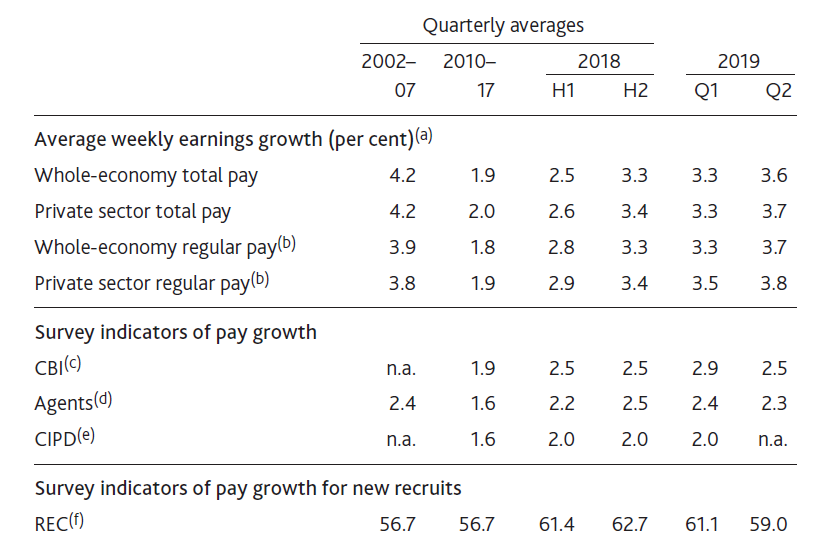 Quarterly averages
2002– 2010– 2018 2019
07 17 H1 H2 Q1 Q2
Average weekly earnings growth (per cent)(a)
Whole-economy total pay 4.2 1.9 2.5 3.3 3.3 3.6
Private sector total pay 4.2 2.0 2.6 3.4 3.3 3.7
Whole-economy regular pay(b) 3.9 1.8 2.8 3.3 3.3 3.7
Private sector regular pay(b) 3.8 1.9 2.9 3.4 3.5 3.8
Survey indicators of pay growth
CBI(c) n.a. 1.9 2.5 2.5 2.9 2.5
Agents(d) 2.4 1.6 2.2 2.5 2.4 2.3
CIPD(e) n.a. 1.6 2.0 2.0 2.0 n.a.
Survey indicators of pay growth for new recruits
REC(f) 56.7 56.7 61.4 62.7 61.1 59.0